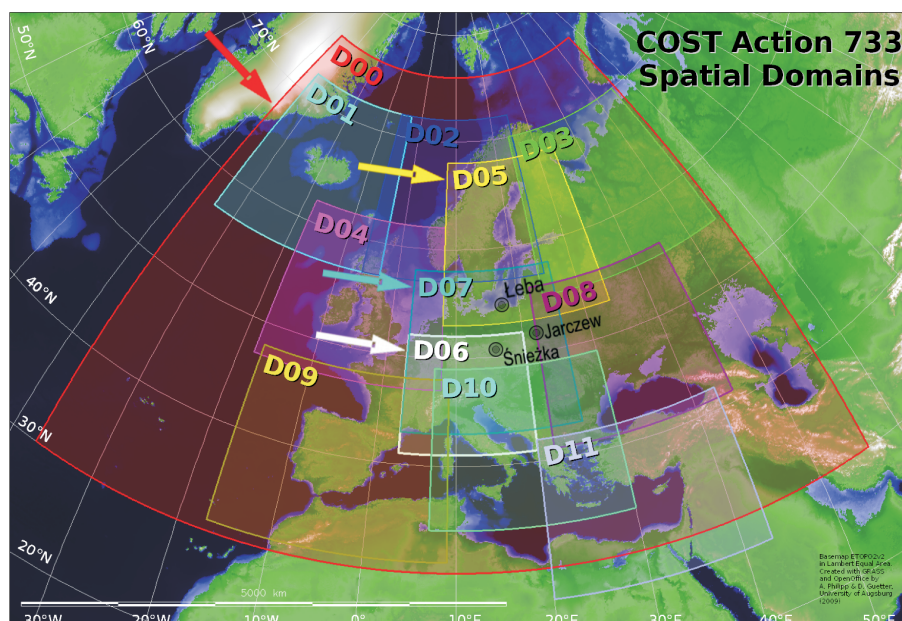 COST Action 733
Spatial Domains
50°N
60°N
70°N
D00
D01
D02
D03
D05
D04
D07
Łeba
D08
Jarczew
D06
Śnieżka
D09
D10
D11
40°N
30°N
20°N
Basemap ETOPO2v2
in Lambert Equal Area.
Created with GRASS
and OpenOffice by
A. Philipp & D. Guetter,
University of Augsburg
(2009)
5000 km
30°W
20°W
10°W
0°
10°E
20°E
30°E
40°E
50°E